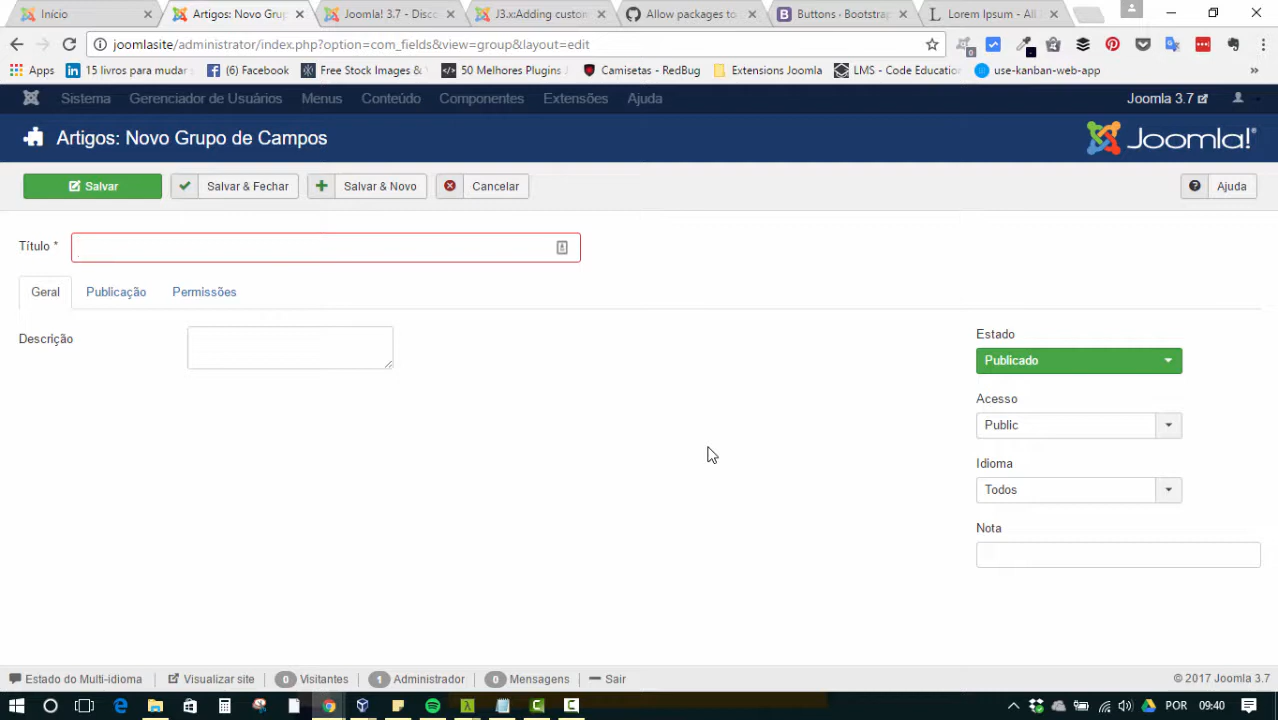 Início
Artigos: Novo Gru
Joomla! 3.7 - Disc
J3.x:Adding custo
Allow packages to
Buttons · Bootstra
Lorem Ipsum - All
joomlasite/administrator/index.php?option=com_fields&view=group&layout=edit
Apps
15 livros para mudar
(6) Facebo
Free Stock Images & V
50 Melhores Plugins J
Camisetas - RedBug
Extensions Joomla
LMS - Code Educatio
use-kanban-web-app
Sistema Gerenciador de Usuários Menus Conteúdo Componentes Extensões Ajuda Joomla 3.7
Artigos: Novo Grupo de Campos
Joomla!®
Salvar Salvar & Fechar Salvar & Novo Cancelar Ajuda
Título *
Geral Publicação Permissões
Descrição
Estado
Publicado
Acesso
Public
Idioma
Todos
Nota
Estado do Multi-idioma Visualizar site 0 Visitantes 1 Administrador 0 Mensagens Sair © 2017 Joomla 3.7
POR 09:40